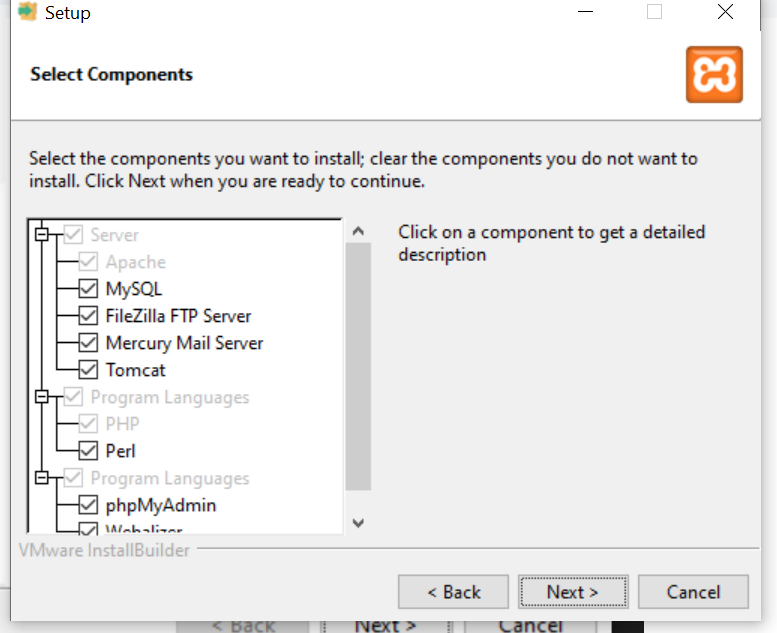 Setup
Select Components
Select the components you want to install; clear the components you do not want to
install. Click Next when you are ready to continue.
Server
Apache
MySQL
FileZilla FTP Server
Mercury Mail Server
Tomcat
Program Languages
PHP
Perl
Program Languages
phpMyAdmin
Webalizer
Click on a component to get a detailed
description
VMware InstallBuilder
< Back Next > Cancel
< Back Next > Cancel